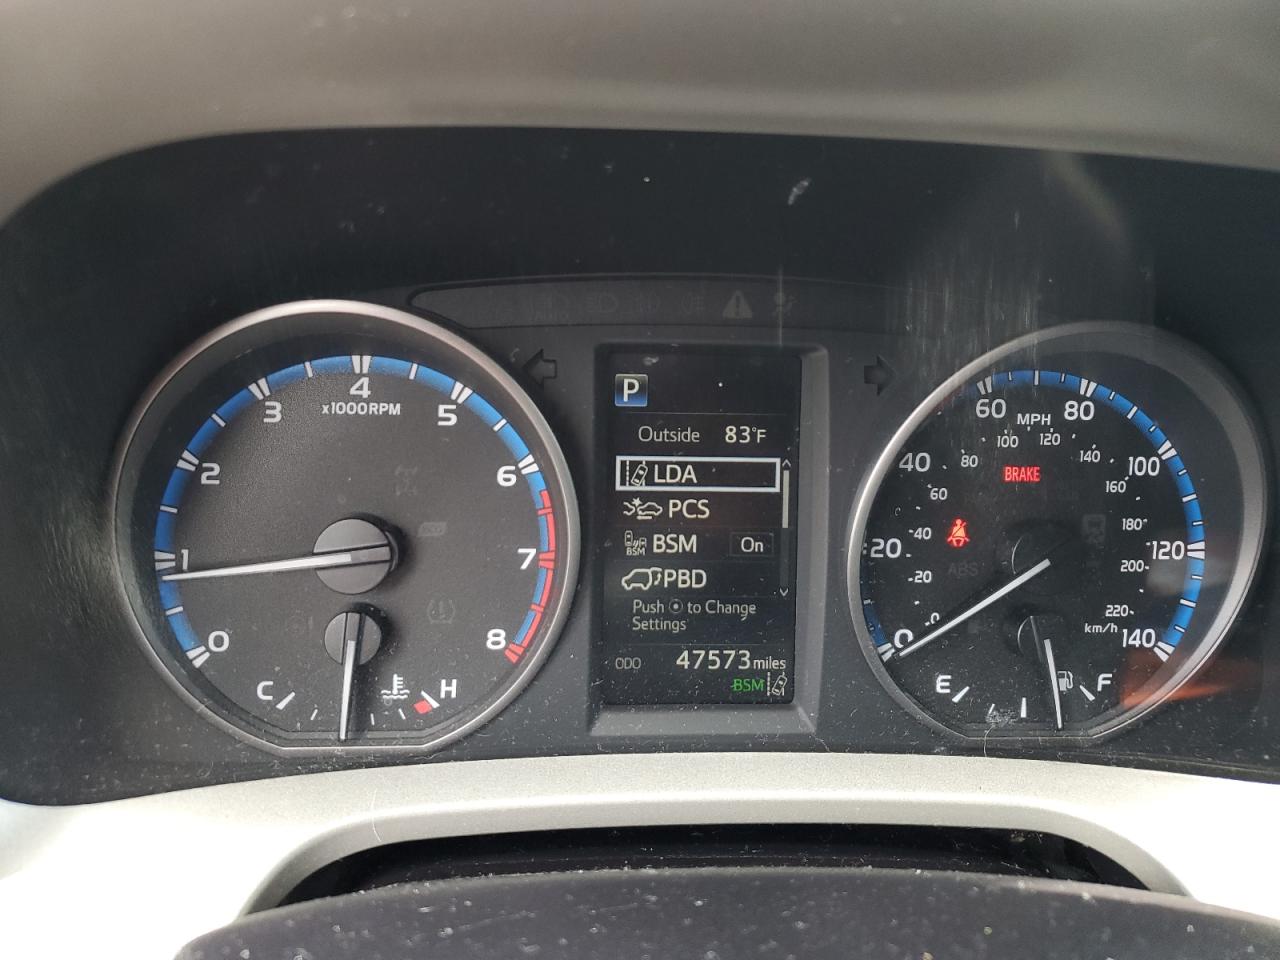 0
1
2
3
4
x1000RPM
5
6
7
8
C
H
P
Outside 83°F
LDA
PCS
BSM
BSM On
PBD
Push to Change
Settings
ODO 47573 miles
BSM
0
20
40
60
MPH
80
100
120
140
0
20
40
60
80
100
120
140
160
180
200
220
km/h
BRAKE
ABS
E
F